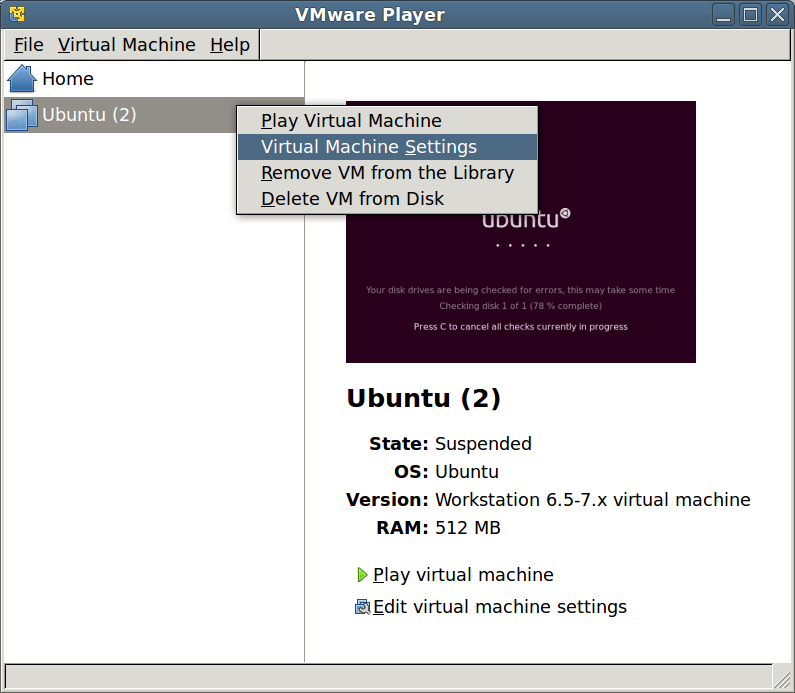 VMware Player
File Virtual Machine Help
Home
Ubuntu (2)
Play Virtual Machine
Virtual Machine Settings
Remove VM from the Library
Delete VM from Disk
ubuntu
Your disk drives are being checked for errors, this may take some time
Checking disk 1 of 1 (78 % complete)
Press C to cancel all checks currently in progress
Ubuntu (2)
State: Suspended
OS: Ubuntu
Version: Workstation 6.5-7.x virtual machine
RAM: 512 MB
Play virtual machine
Edit virtual machine settings